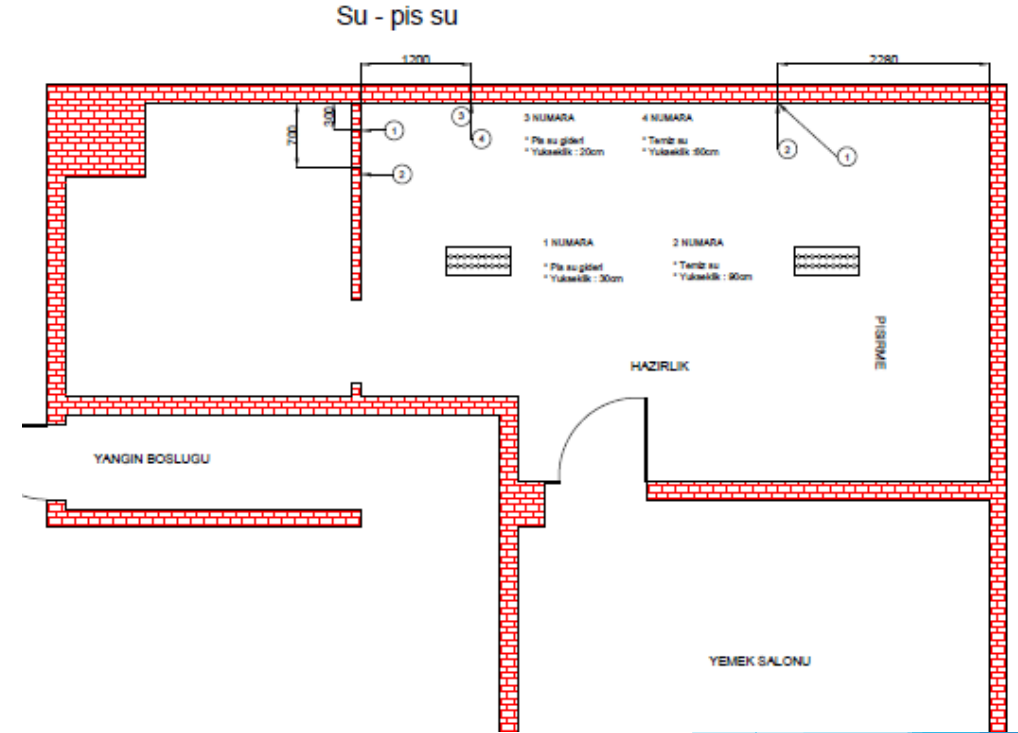 Su - pis su
1200
2280
300
700
1
2
3
4
3 NUMARA
* Pis su gideri
* Yukseklik : 20cm
4 NUMARA
* Temiz su
* Yukseklik :60cm
2
1
1 NUMARA
* Pis su gideri
* Yukseklik : 30cm
2 NUMARA
* Temiz su
* Yukseklik : 90cm
PISIRME
HAZIRLIK
YANGIN BOSLUGU
YEMEK SALONU